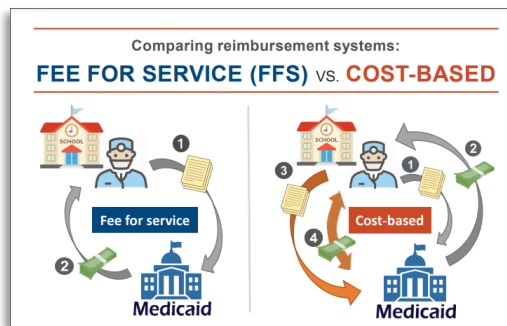 Comparing reimbursement systems:
FEE FOR SERVICE (FFS) VS. COST-BASED
SCHOOL
1
Fee for service
2
Medicaid
SCHOOL
1
2
3
Cost-based
4
Medicaid